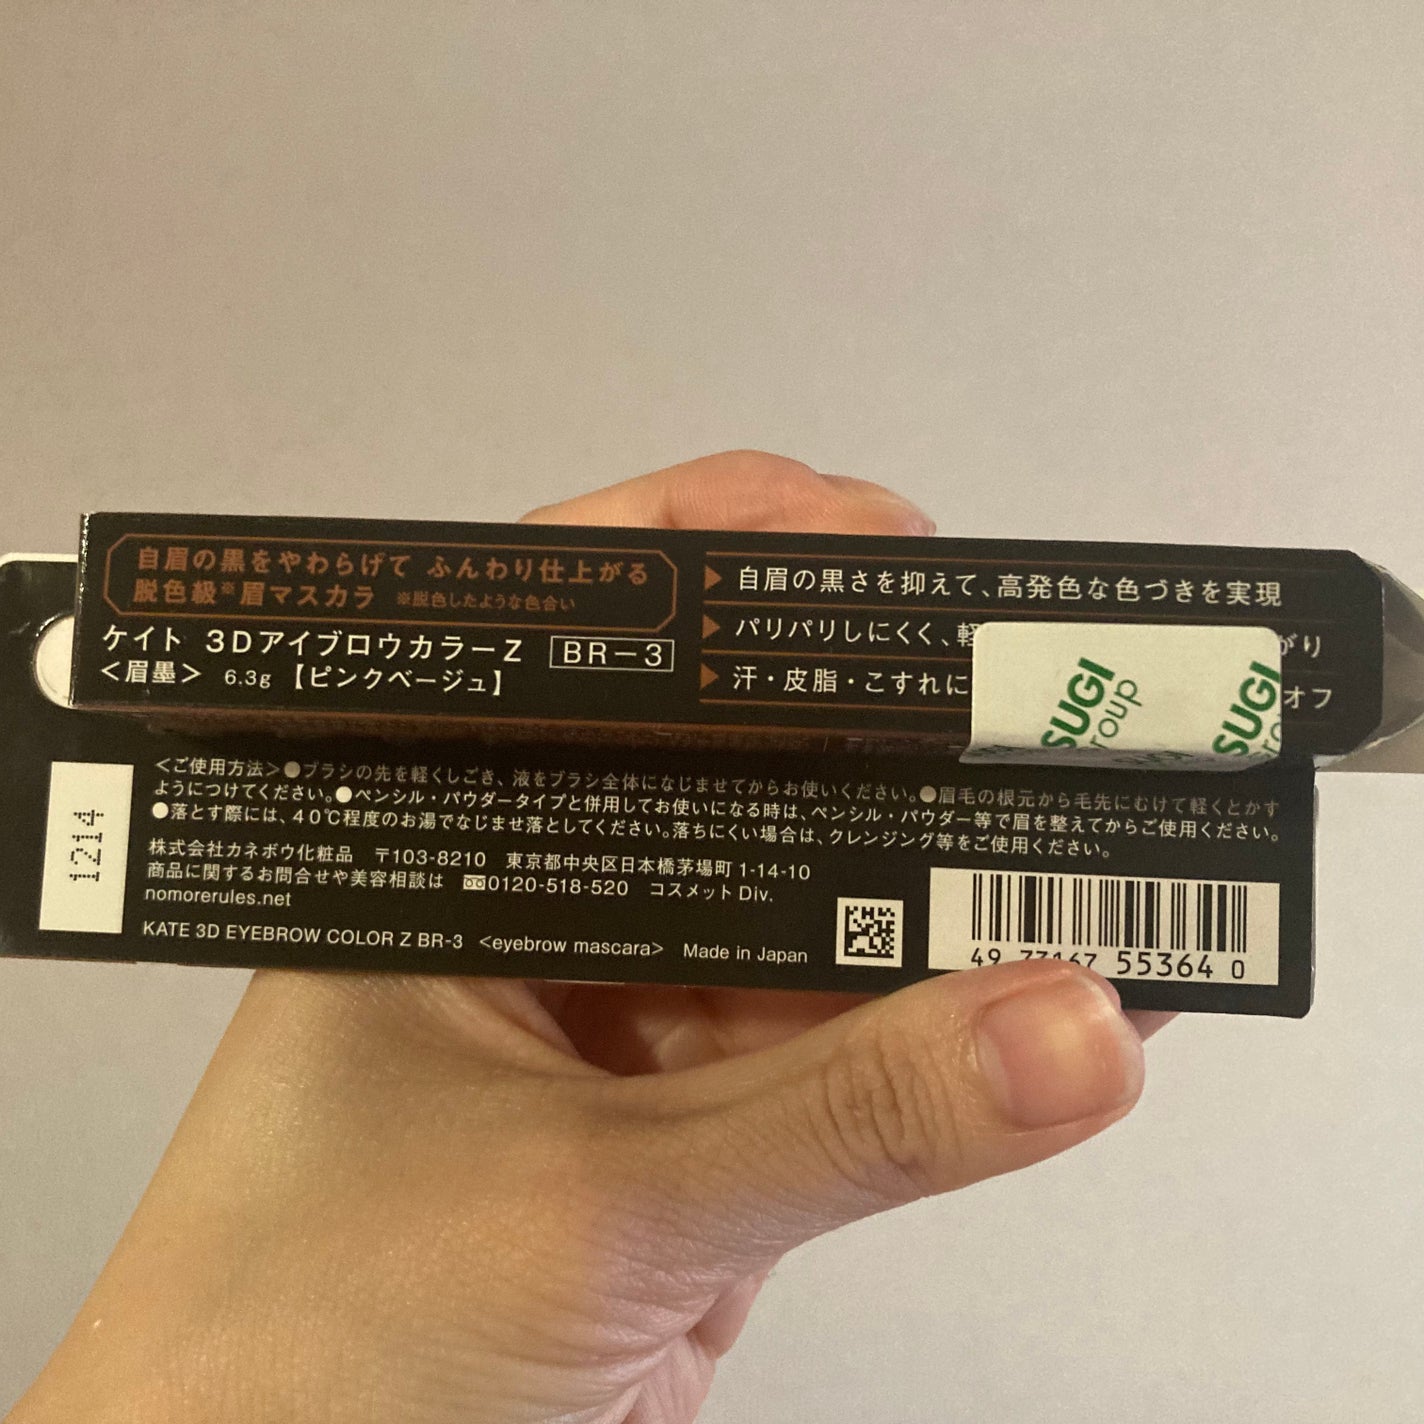 自眉の黒をやわらげて ふんわり仕上がる
脱色級※眉マスカラ ※脱色したような色合い
ケイト 3DアイブロウカラーZ BR-3
<眉墨> 6.3g 【ピンクベージュ】
自眉の黒さを抑えて、高発色な色づきを実現
パリパリしにくく、軽 がり
汗・皮脂・こすれに オフ
SUGI
roup
SUGI
<ご使用方法>●ブラシの先を軽くしごき、液をブラシ全体になじませてからお使いください。●眉毛の根元から毛先にむけて軽くとかす
ようにつけてください。●ペンシル・パウダータイプと併用してお使いになる時は、ペンシル・パウダー等で眉を整えてからご使用ください。
●落とす際には、40℃程度のお湯でなじませ落としてください。落ちにくい場合は、クレンジング等をご使用ください。
株式会社カネボウ化粧品 〒103-8210 東京都中央区日本橋茅場町1-14-10
商品に関するお問合せや美容相談は 0120-518-520 コスメットDiv.
nomorerules.net
KATE 3D EYEBROW COLOR Z BR-3 <eyebrow mascara> Made in Japan
1214
49 55364 0